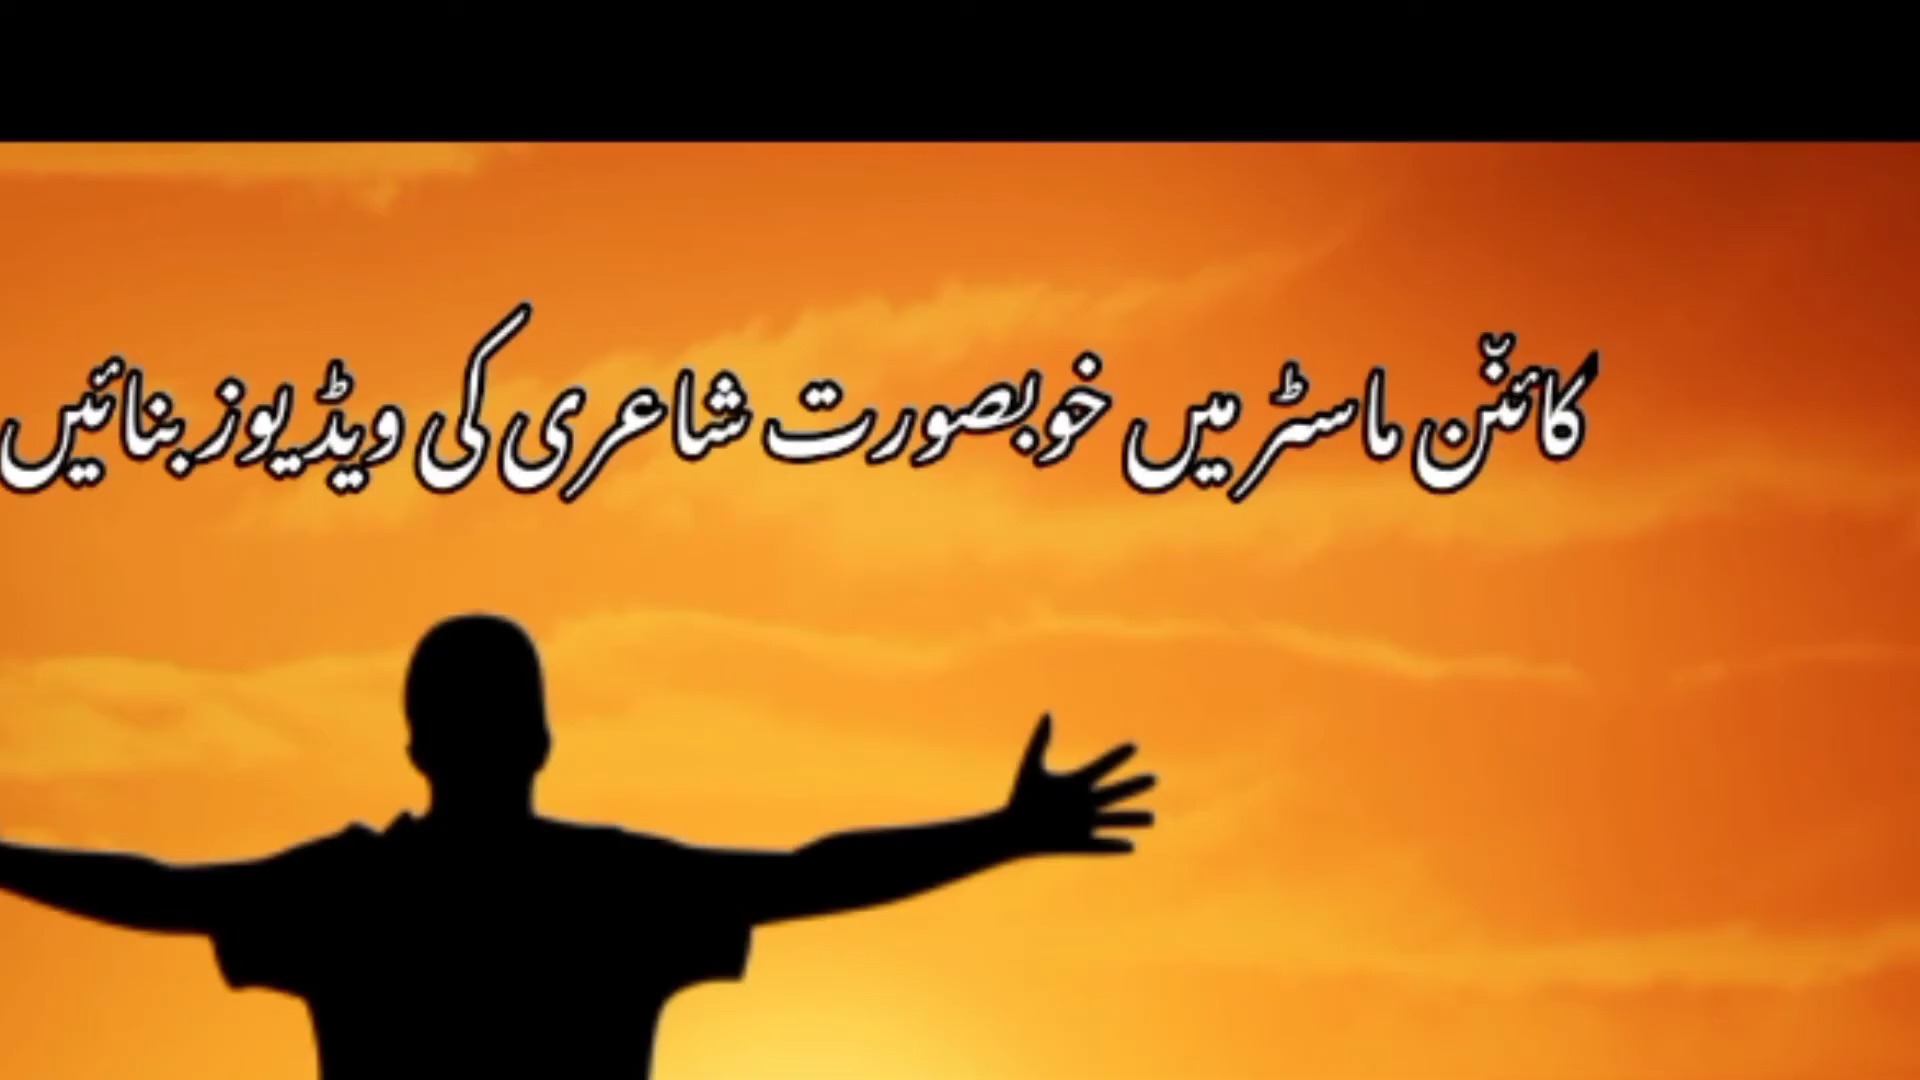 کائنٓن ماسٹر میں خوبصورت شاعری کی ویڈیوز بنائیں